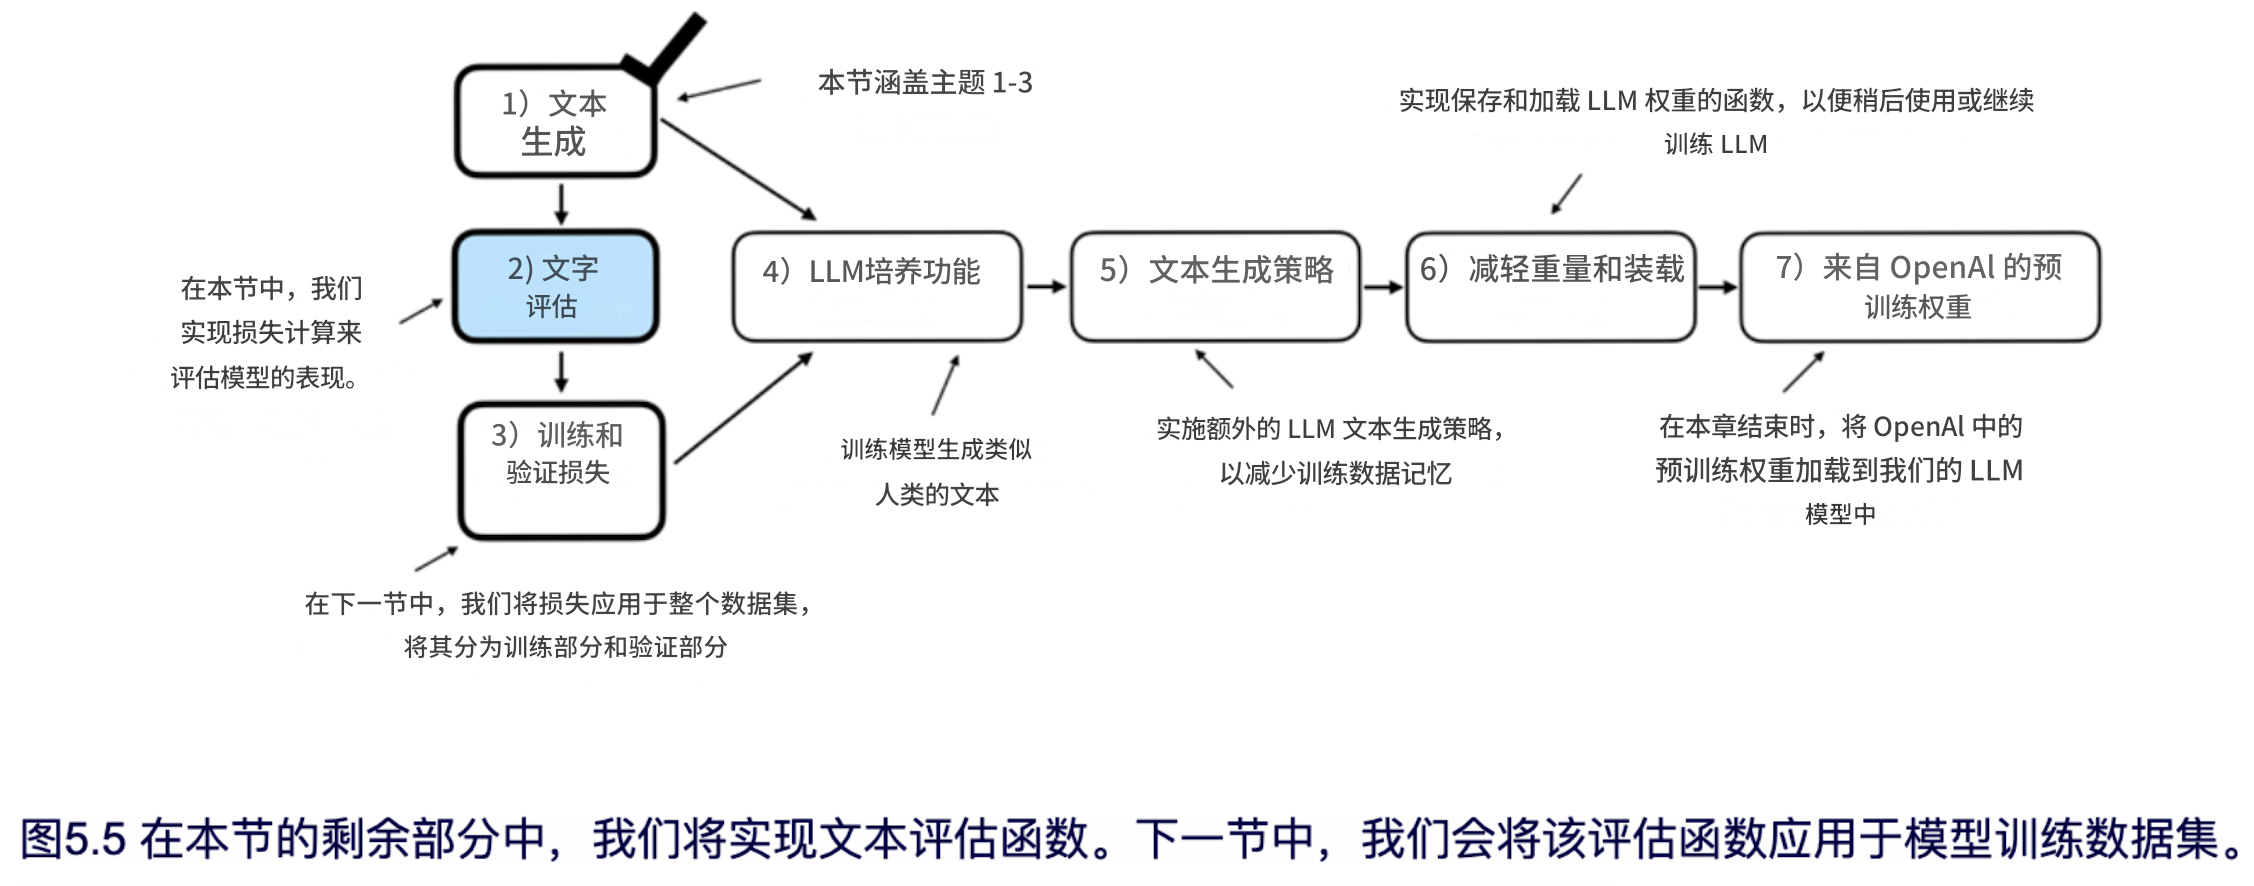 1）文本
生成
本节涵盖主题 1-3
实现保存和加载 LLM 权重的函数，以便稍后使用或继续
训练 LLM
在本节中，我们
实现损失计算来
评估模型的表现。
2) 文字
评估
4）LLM培养功能
5）文本生成策略
6）减轻重量和装载
7）来自 OpenAl 的预
训练权重
3）训练和
验证损失
训练模型生成类似
人类的文本
实施额外的 LLM 文本生成策略，
以减少训练数据记忆
在本章结束时，将 OpenAl 中的
预训练权重加载到我们的 LLM
模型中
在下一节中，我们将损失应用于整个数据集，
将其分为训练部分和验证部分
图5.5 在本节的剩余部分中，我们将实现文本评估函数。下一节中，我们会将该评估函数应用于模型训练数据集。